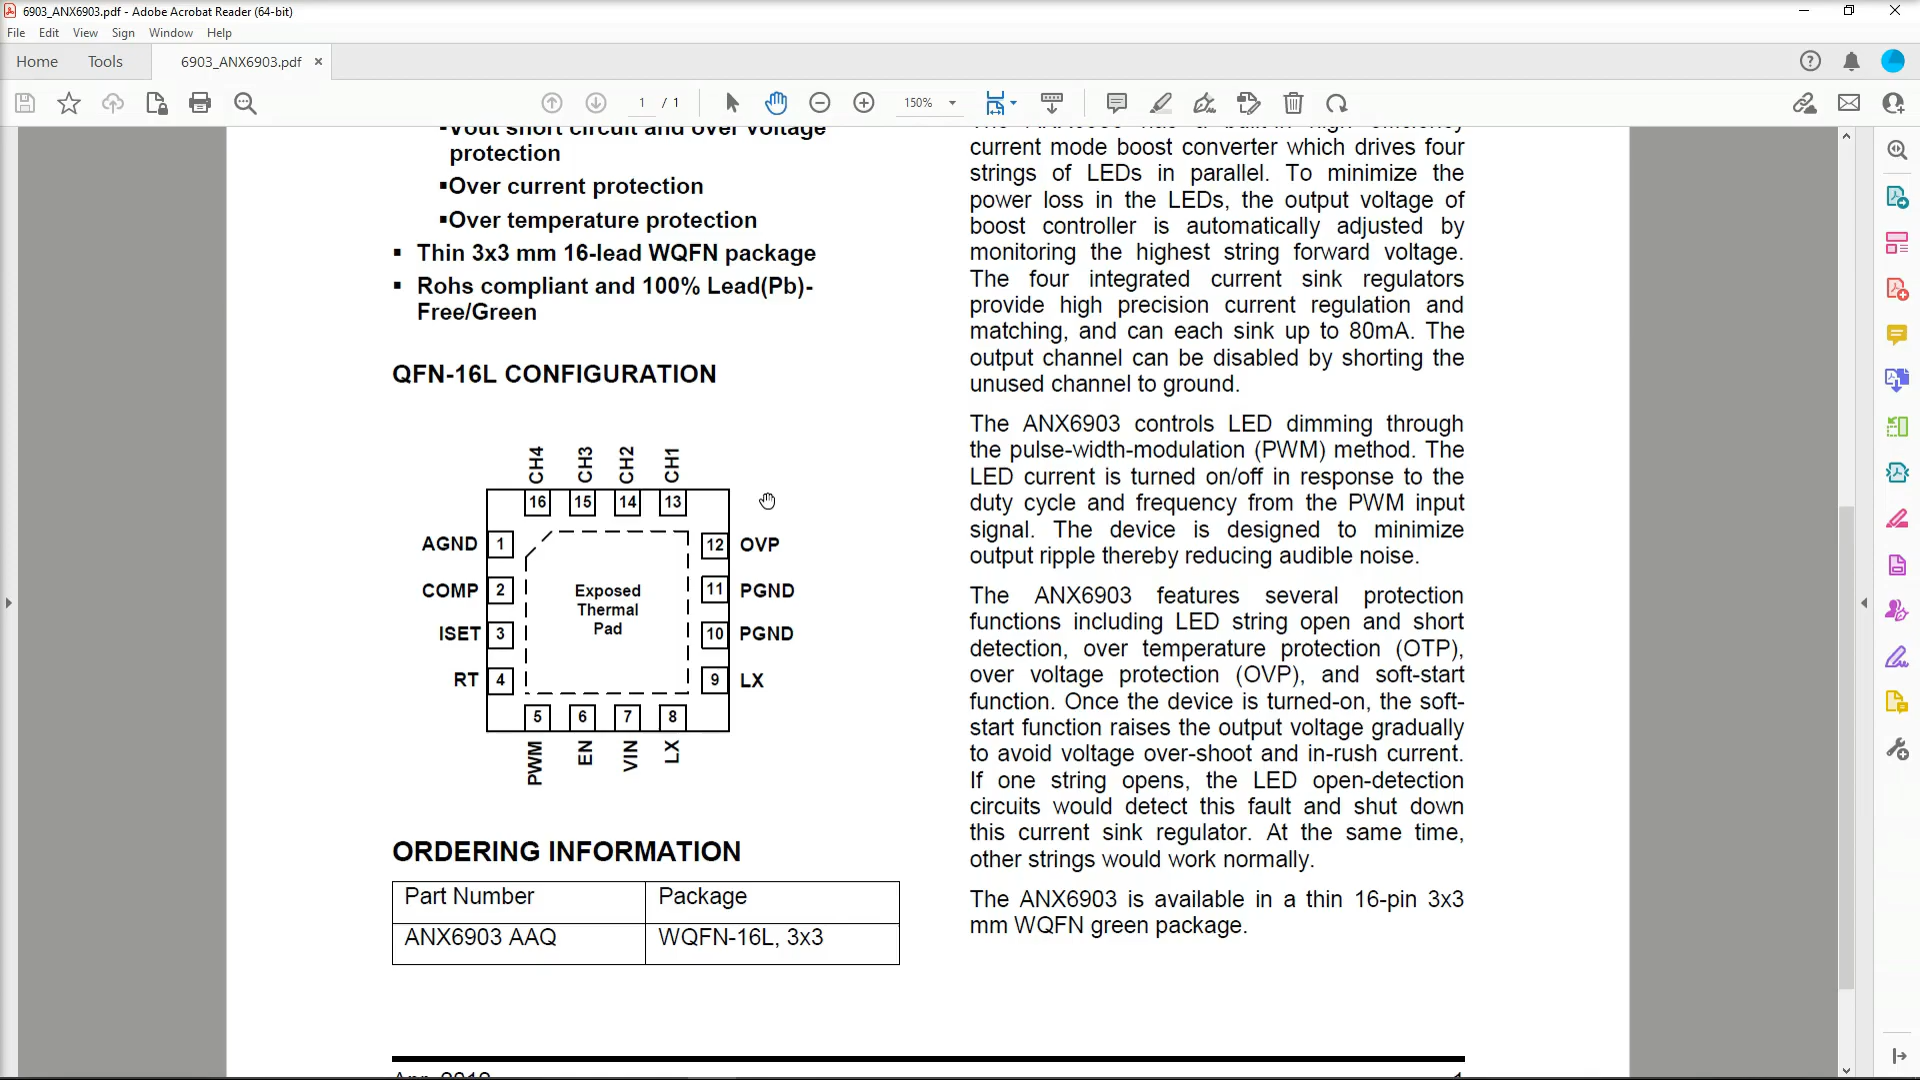 6903_ANX6903.pdf - Adobe Acrobat Reader (64-bit)
File Edit View Sign Window Help
Home Tools 6903_ANX6903.pdf ×
1 / 1 150%
-Vout short circuit and over voltage
protection
▪Over current protection
▪Over temperature protection
▪ Thin 3x3 mm 16-lead WQFN package
▪ Rohs compliant and 100% Lead(Pb)-
Free/Green
QFN-16L CONFIGURATION
CH4 CH3 CH2 CH1
16 15 14 13
AGND 1 12 OVP
COMP 2 11 PGND
ISET 3 10 PGND
RT 4 9 LX
Exposed
Thermal
Pad
5 6 7 8
PWM EN VIN LX
ORDERING INFORMATION
Part Number Package
ANX6903 AAQ WQFN-16L, 3x3
current mode boost converter which drives four
strings of LEDs in parallel. To minimize the
power loss in the LEDs, the output voltage of
boost controller is automatically adjusted by
monitoring the highest string forward voltage.
The four integrated current sink regulators
provide high precision current regulation and
matching, and can each sink up to 80mA. The
output channel can be disabled by shorting the
unused channel to ground.
The ANX6903 controls LED dimming through
the pulse-width-modulation (PWM) method. The
LED current is turned on/off in response to the
duty cycle and frequency from the PWM input
signal. The device is designed to minimize
output ripple thereby reducing audible noise.
The ANX6903 features several protection
functions including LED string open and short
detection, over temperature protection (OTP),
over voltage protection (OVP), and soft-start
function. Once the device is turned-on, the soft-
start function raises the output voltage gradually
to avoid voltage over-shoot and in-rush current.
If one string opens, the LED open-detection
circuits would detect this fault and shut down
this current sink regulator. At the same time,
other strings would work normally.
The ANX6903 is available in a thin 16-pin 3x3
mm WQFN green package.